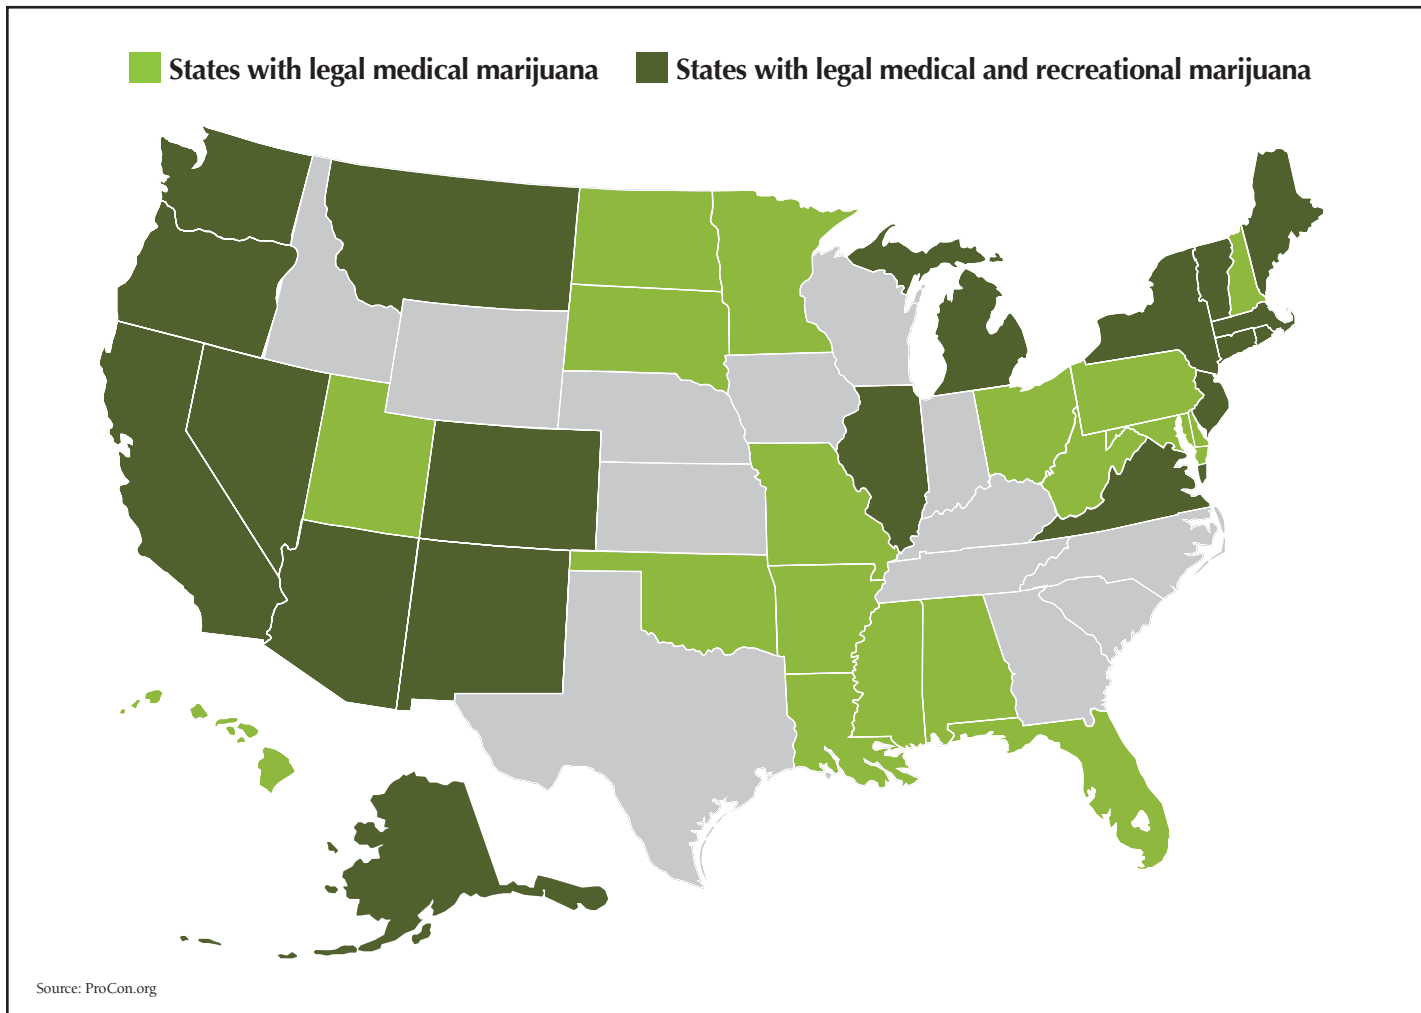 States with legal medical marijuana
States with legal medical and recreational marijuana
Source: ProCon.org